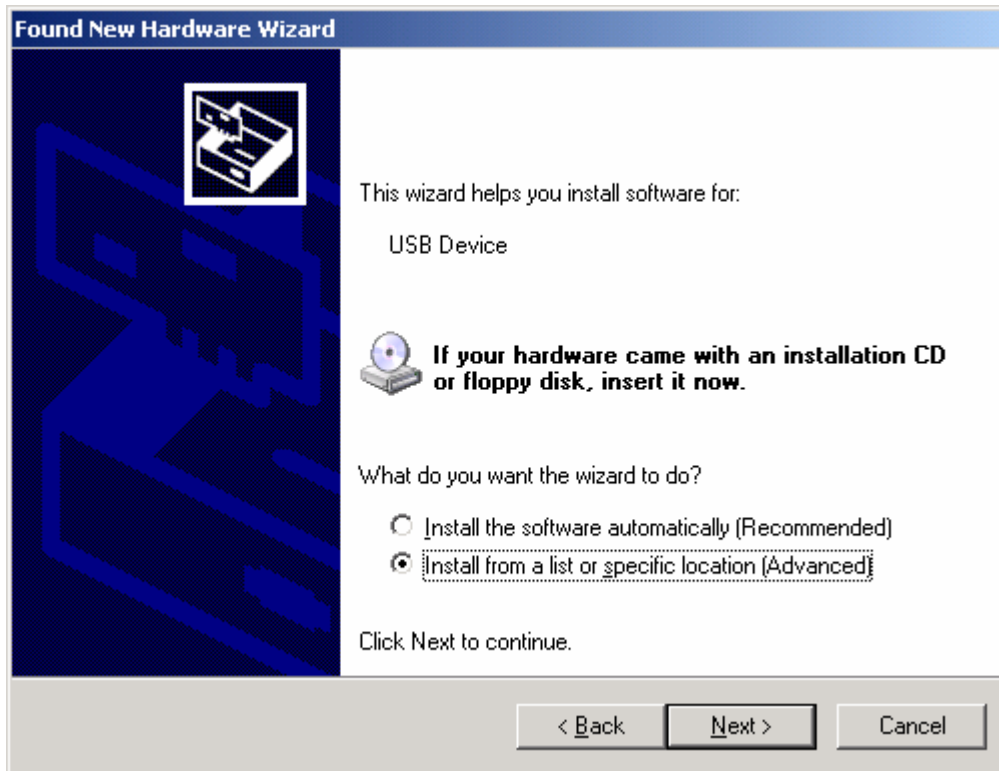 Found New Hardware Wizard
This wizard helps you install software for:
USB Device
If your hardware came with an installation CD
or floppy disk, insert it now.
What do you want the wizard to do?
Install the software automatically (Recommended)
Install from a list or specific location (Advanced)
Click Next to continue.
< Back Next > Cancel